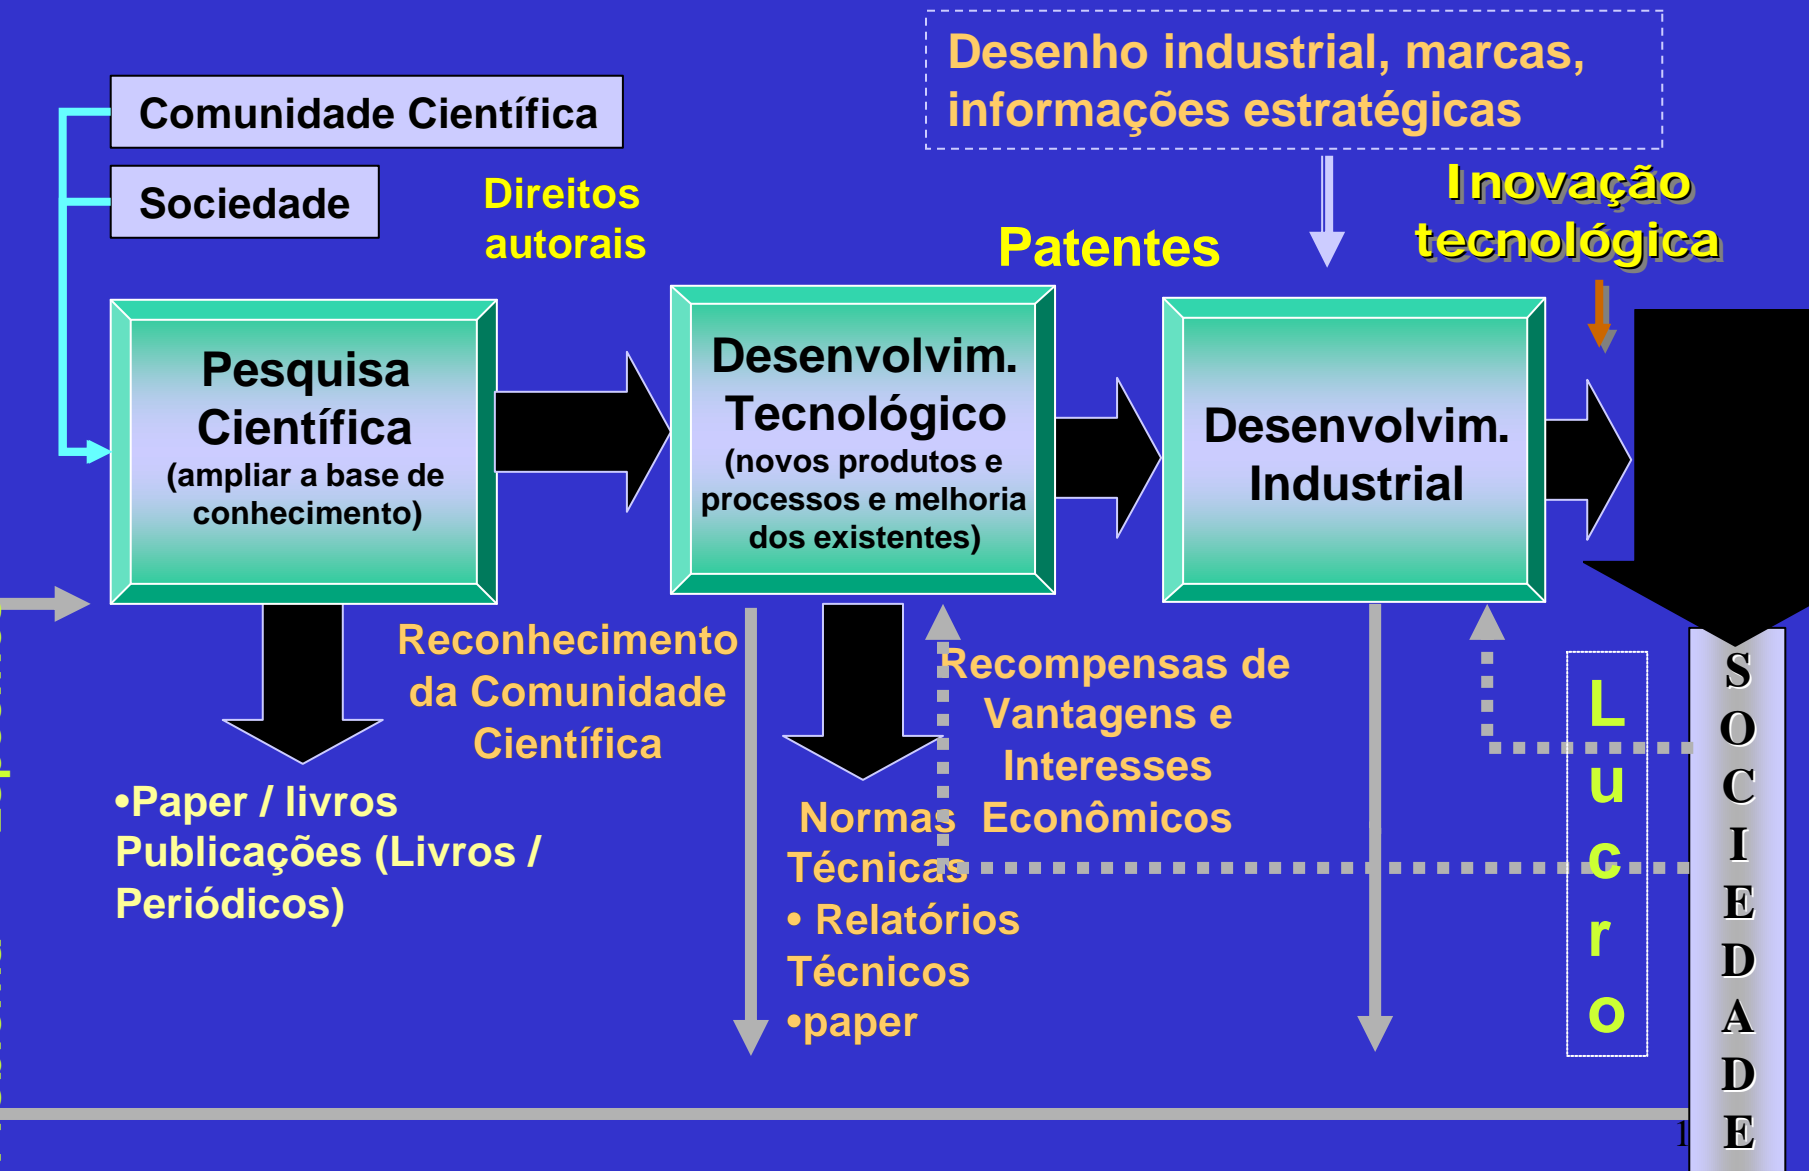 Desenho industrial, marcas,
informações estratégicas
Comunidade Científica
Sociedade
Direitos
autorais
Patentes
Inovação
tecnológica
Pesquisa
Científica
(ampliar a base de
conhecimento)
Desenvolvim.
Tecnológico
(novos produtos e
processos e melhoria
dos existentes)
Desenvolvim.
Industrial
Reconhecimento
da Comunidade
Científica
Recompensas de
Vantagens e
Interesses
Econômicos
•Paper / livros
Publicações (Livros /
Periódicos)
Normas
Técnicas
• Relatórios
Técnicos
•paper
L
u
c
r
o
S
O
C
I
E
D
A
D
E
1